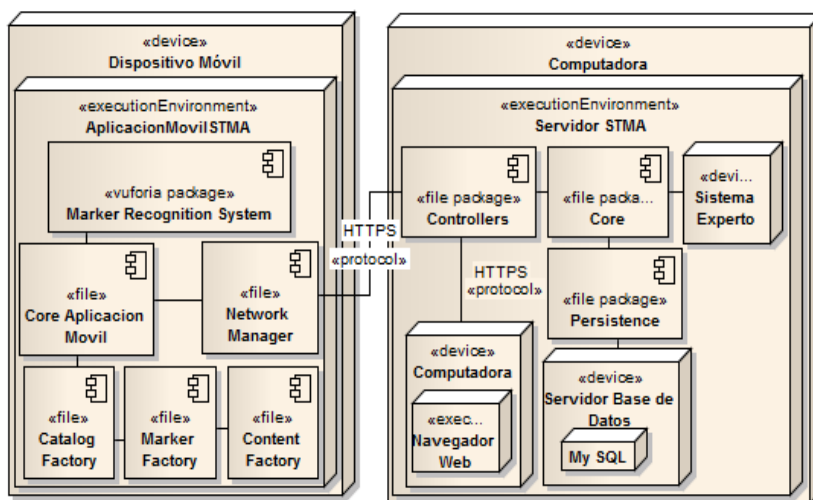 «device»
Dispositivo Móvil
«executionEnvironment»
AplicacionMovilSTMA
«vuforia package»
Marker Recognition System
«file»
Core Aplicacion
Movil
«file»
Network
Manager
«file»
Catalog
Factory
«file»
Marker
Factory
«file»
Content
Factory
HTTPS
«protocol»
«device»
Computadora
«executionEnvironment»
Servidor STMA
«file package»
Controllers
«file packa...
Core
«devi...
Sistema
Experto
HTTPS
«protocol»
«file package»
Persistence
«device»
Computadora
«exec...
Navegador
Web
«device»
Servidor Base de
Datos
My SQL